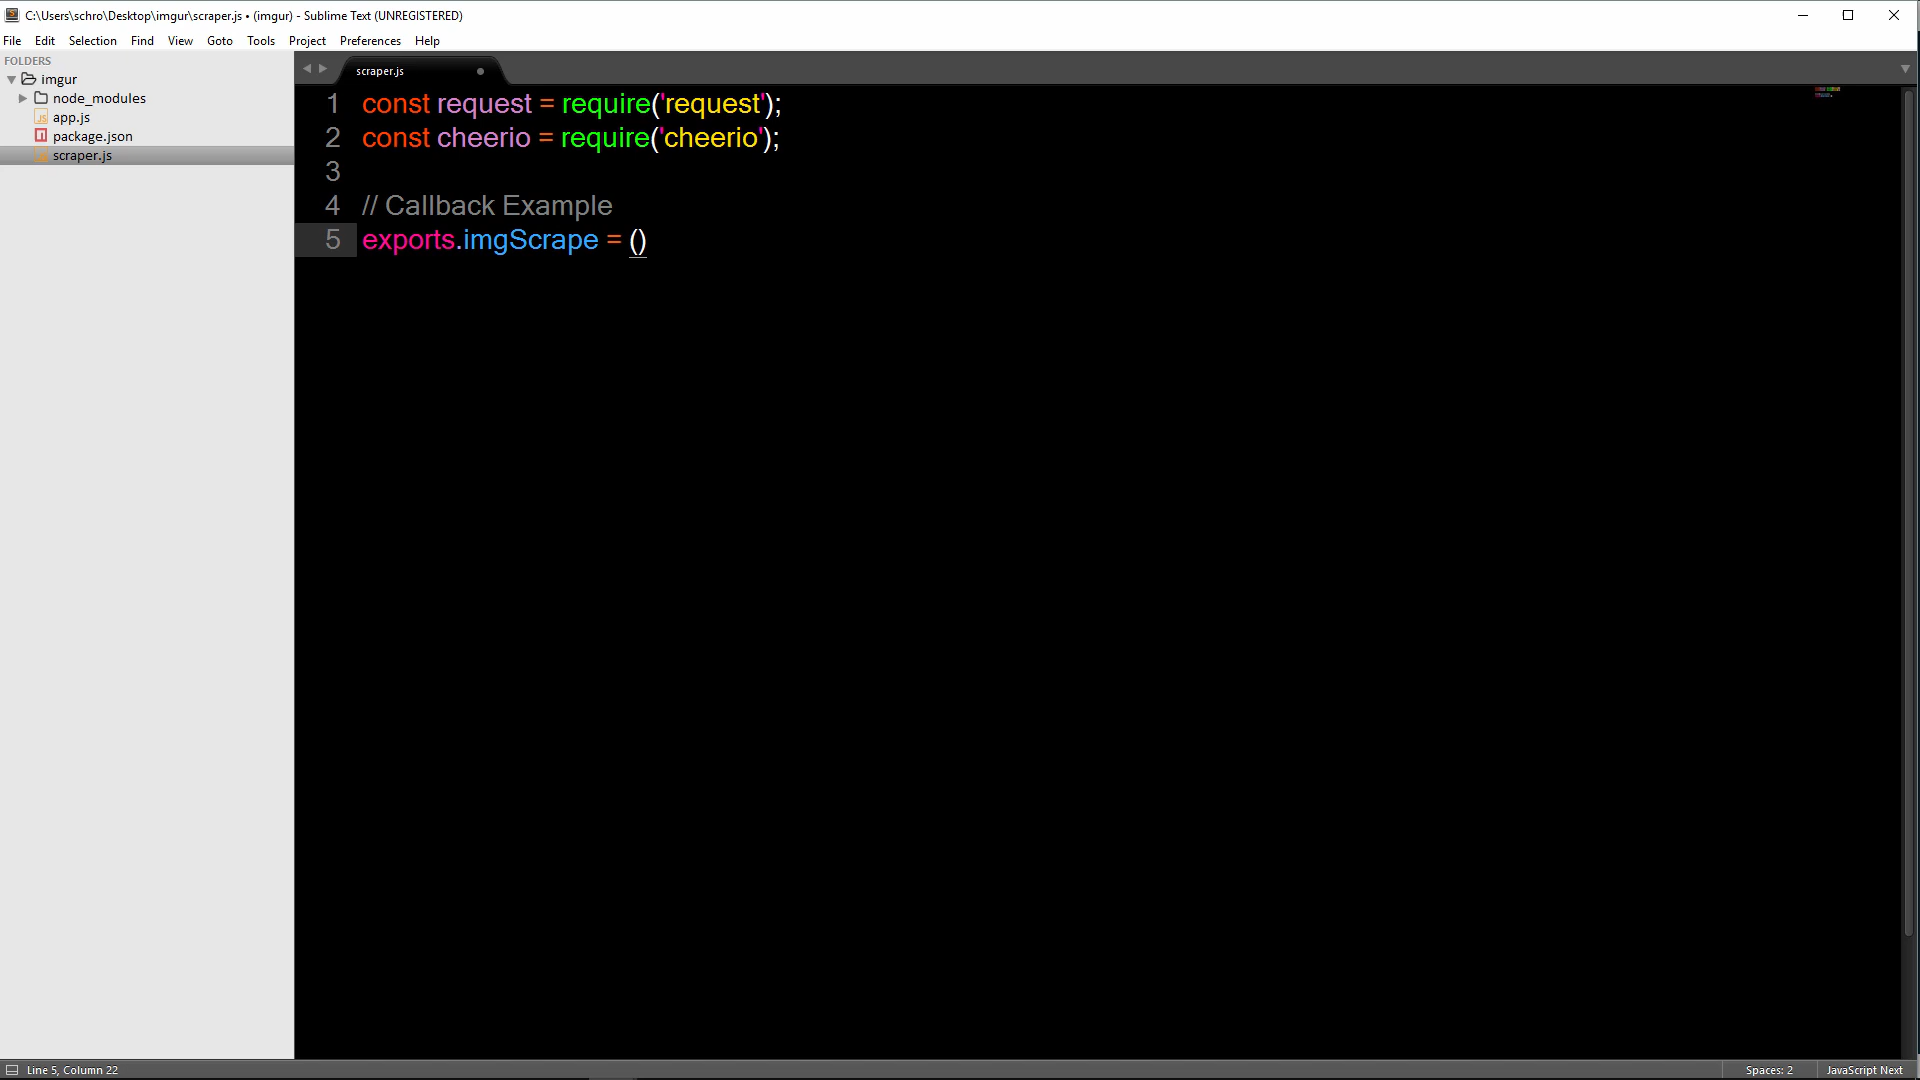 C:\Users\schro\Desktop\imgur\scraper.js • (imgur) - Sublime Text (UNREGISTERED)
File Edit Selection Find View Goto Tools Project Preferences Help
FOLDERS
imgur
node_modules
app.js
package.json
scraper.js
scraper.js
1 const request = require('request');
2 const cheerio = require('cheerio');
3
4 // Callback Example
5 exports.imgScrape = ()
Line 5, Column 22
Spaces: 2
JavaScript Next